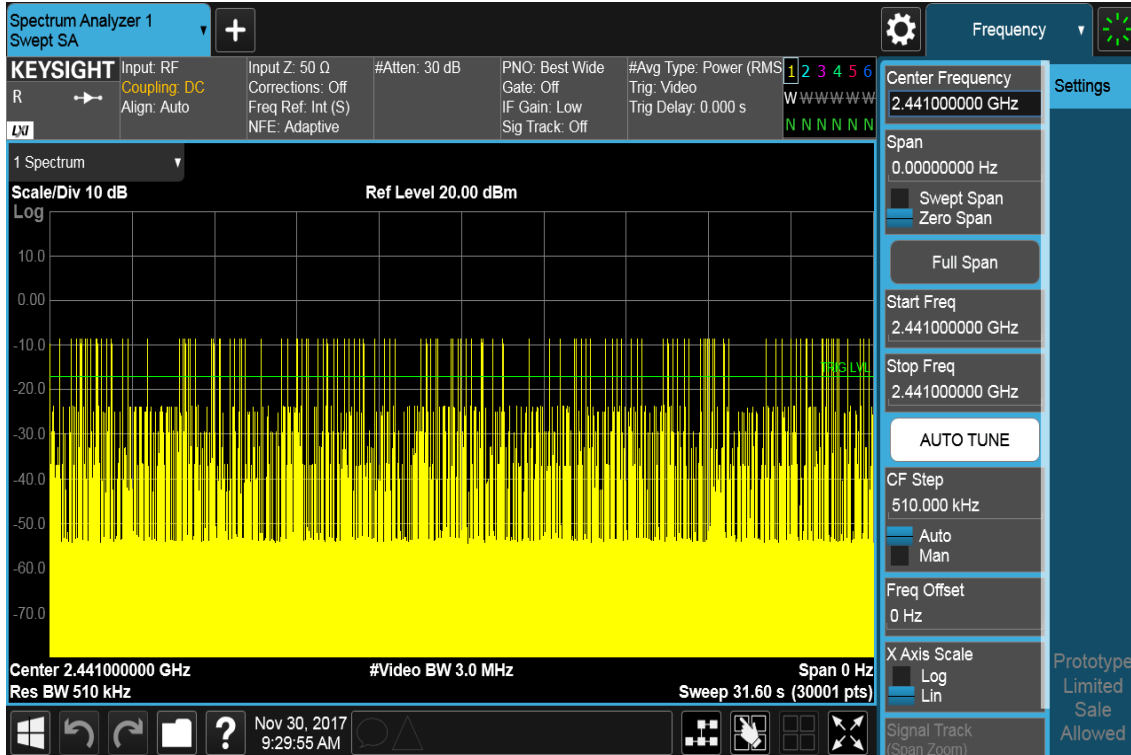 Spectrum Analyzer 1
Swept SA
+
Frequency
KEYSIGHT
R
LXI
Input: RF
Coupling: DC
Align: Auto
Input Z: 50 Ω
Corrections: Off
Freq Ref: Int (S)
NFE: Adaptive
#Atten: 30 dB
PNO: Best Wide
Gate: Off
IF Gain: Low
Sig Track: Off
#Avg Type: Power (RMS
Trig: Video
Trig Delay: 0.000 s
1 2 3 4 5 6
W W W W W W
N N N N N N
1 Spectrum
Scale/Div 10 dB
Ref Level 20.00 dBm
Log
10.0
0.00
-10.0
-20.0
-30.0
-40.0
-50.0
-60.0
-70.0
TRIG LVL
Center 2.441000000 GHz
#Video BW 3.0 MHz
Span 0 Hz
Res BW 510 kHz
Sweep 31.60 s (30001 pts)
?
Nov 30, 2017
9:29:55 AM
Center Frequency
2.441000000 GHz
Span
0.00000000 Hz
Swept Span
Zero Span
Full Span
Start Freq
2.441000000 GHz
Stop Freq
2.441000000 GHz
AUTO TUNE
CF Step
510.000 kHz
Auto
Man
Freq Offset
0 Hz
X Axis Scale
Log
Lin
Signal Track
(Span Zoom)
Settings
Prototype
Limited
Sale
Allowed